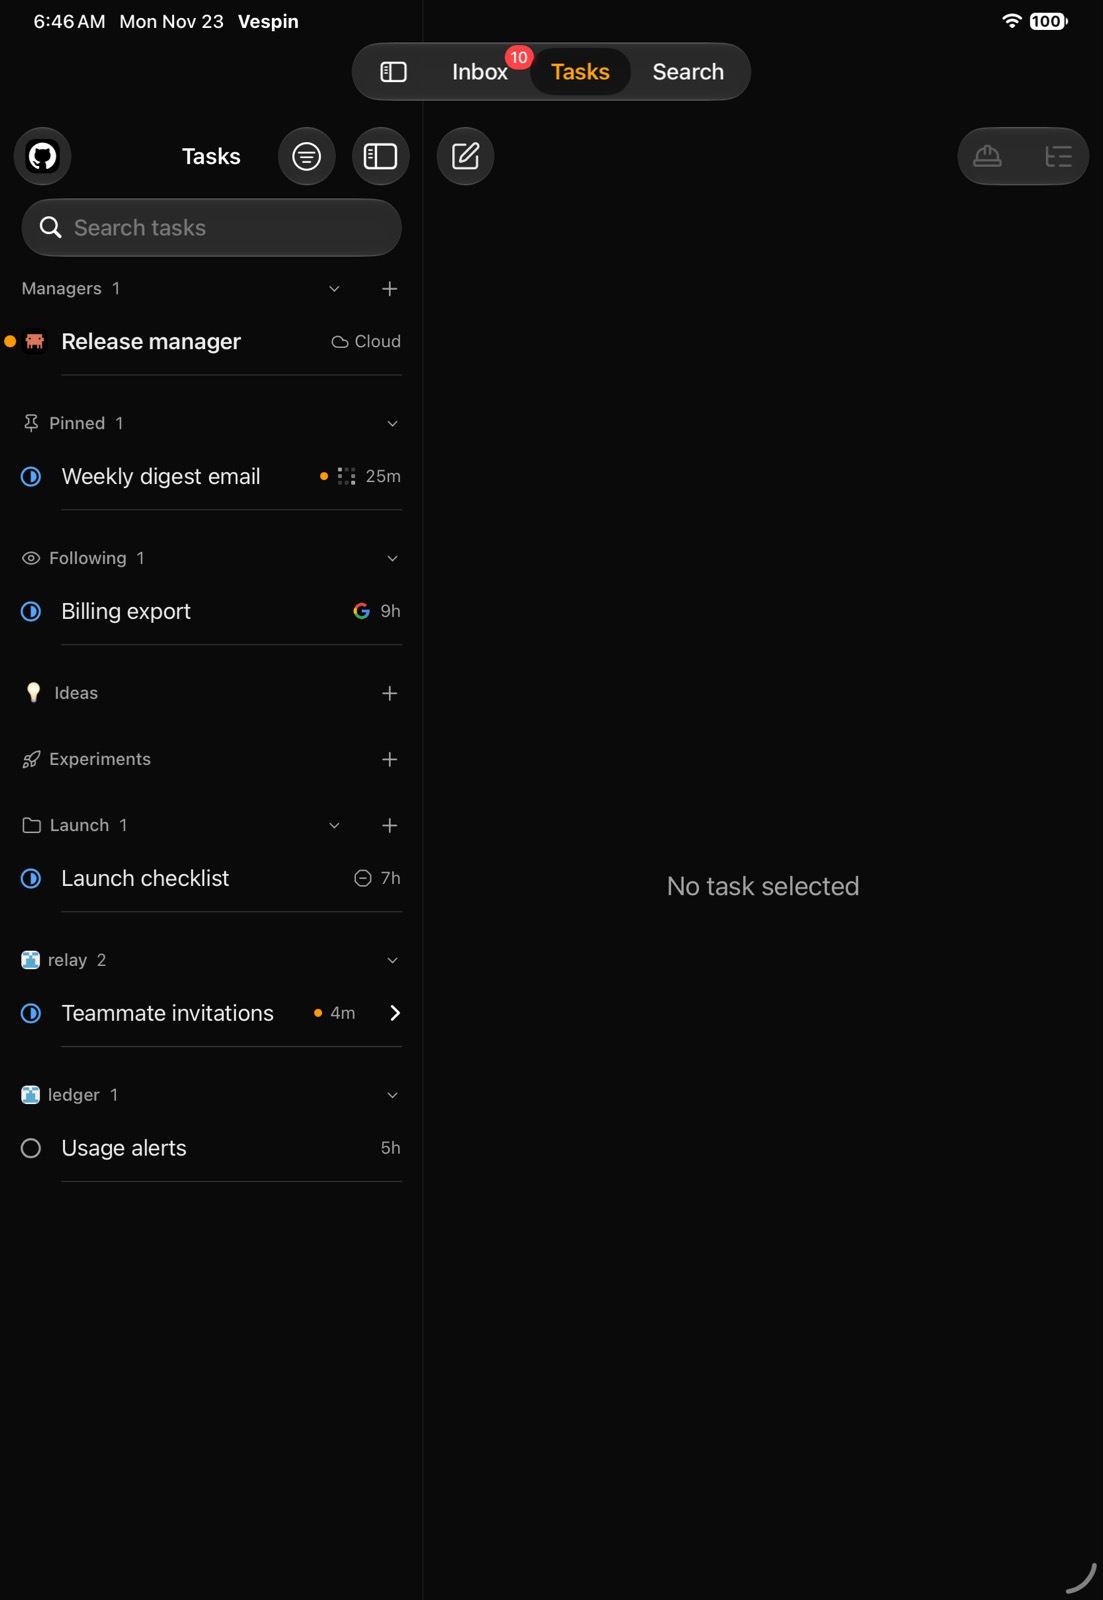 6:46 AM Mon Nov 23 Vespin
100
Inbox 10 Tasks Search
Tasks
Search tasks
Managers 1
Release manager Cloud
Pinned 1
Weekly digest email 25m
Following 1
Billing export 9h
Ideas
Experiments
Launch 1
Launch checklist 7h
No task selected
relay 2
Teammate invitations 4m
ledger 1
Usage alerts 5h